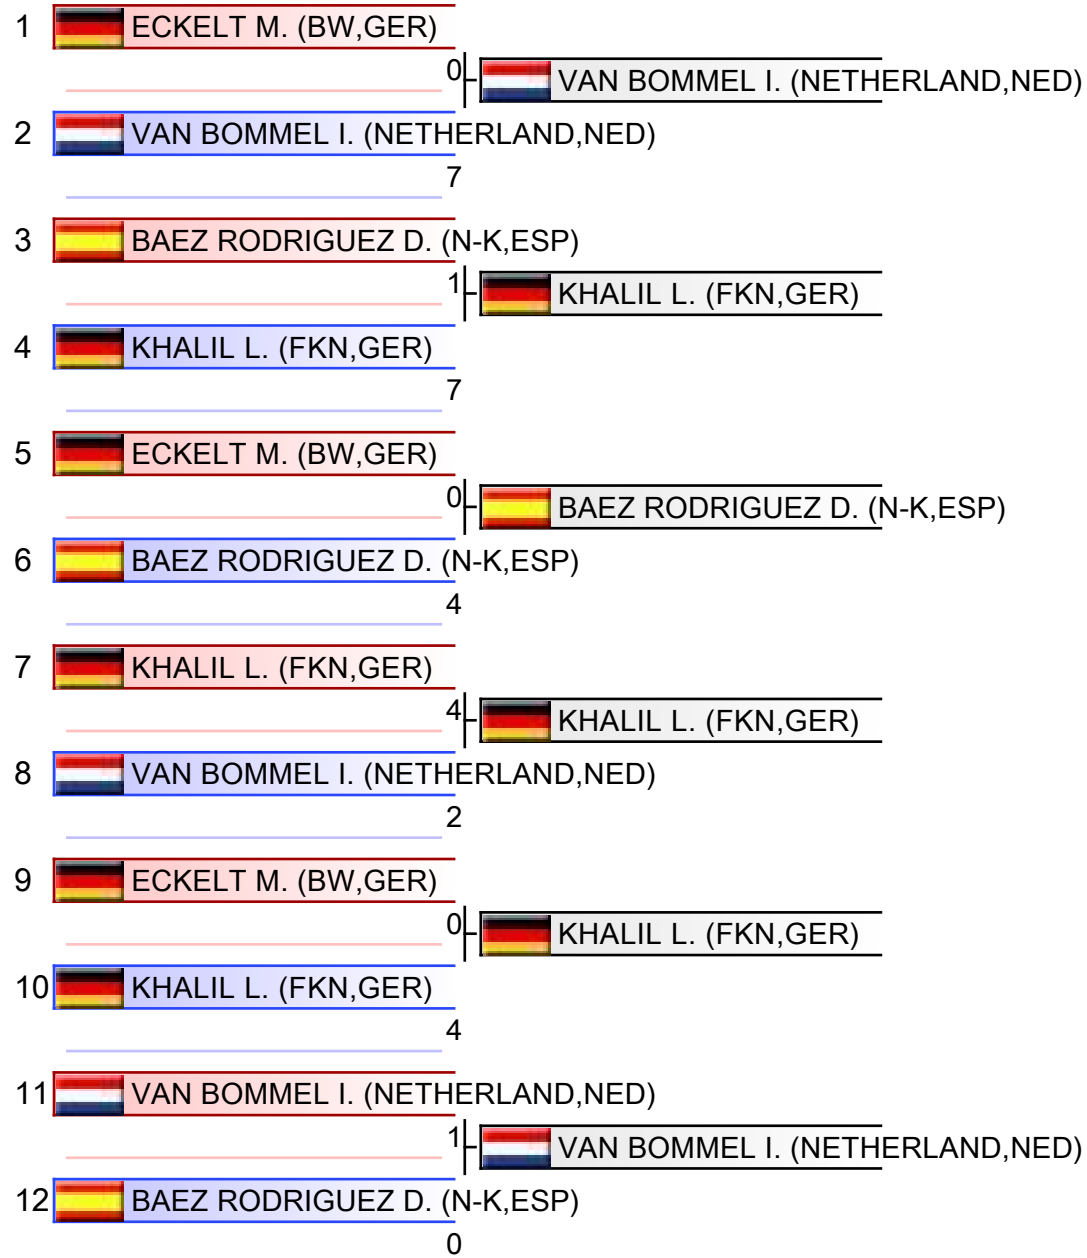 1 ECKELT M. (BW,GER)
0 VAN BOMMEL I. (NETHERLAND,NED)
2 VAN BOMMEL I. (NETHERLAND,NED)
7
3 BAEZ RODRIGUEZ D. (N-K,ESP)
1 KHALIL L. (FKN,GER)
4 KHALIL L. (FKN,GER)
7
5 ECKELT M. (BW,GER)
0 BAEZ RODRIGUEZ D. (N-K,ESP)
6 BAEZ RODRIGUEZ D. (N-K,ESP)
4
7 KHALIL L. (FKN,GER)
4 KHALIL L. (FKN,GER)
8 VAN BOMMEL I. (NETHERLAND,NED)
2
9 ECKELT M. (BW,GER)
0 KHALIL L. (FKN,GER)
10 KHALIL L. (FKN,GER)
4
11 VAN BOMMEL I. (NETHERLAND,NED)
1 VAN BOMMEL I. (NETHERLAND,NED)
12 BAEZ RODRIGUEZ D. (N-K,ESP)
0